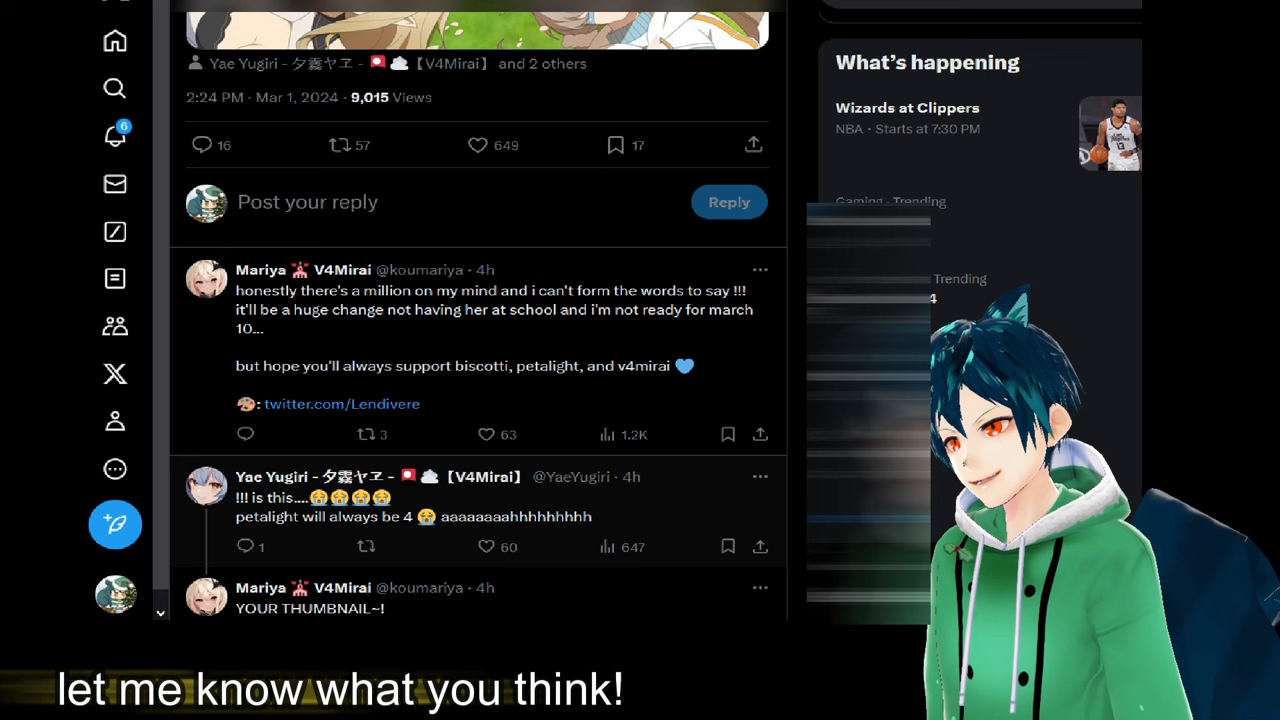 Yae Yugiri - 夕霧ヤヱ - 【V4Mirai】 and 2 others
2:24 PM · Mar 1, 2024 · 9,015 Views
16 57 649 17
Post your reply
Reply
Mariya V4Mirai @koumariya · 4h
honestly there's a million on my mind and i can't form the words to say !!!
it'll be a huge change not having her at school and i'm not ready for march
10...
but hope you'll always support biscotti, petalight, and v4mirai 💙
🎨: twitter.com/Lendivere
3 63 1.2K
Yae Yugiri - 夕霧ヤヱ - 【V4Mirai】 @YaeYugiri · 4h
!!! is this....😭😭😭😭
petalight will always be 4 😭 aaaaaaaahhhhhhhhh
1 60 647
Mariya V4Mirai @koumariya · 4h
YOUR THUMBNAIL~!
6
What's happening
Wizards at Clippers
NBA · Starts at 7:30 PM
13
Gaming · Trending
Trending
4
let me know what you think!